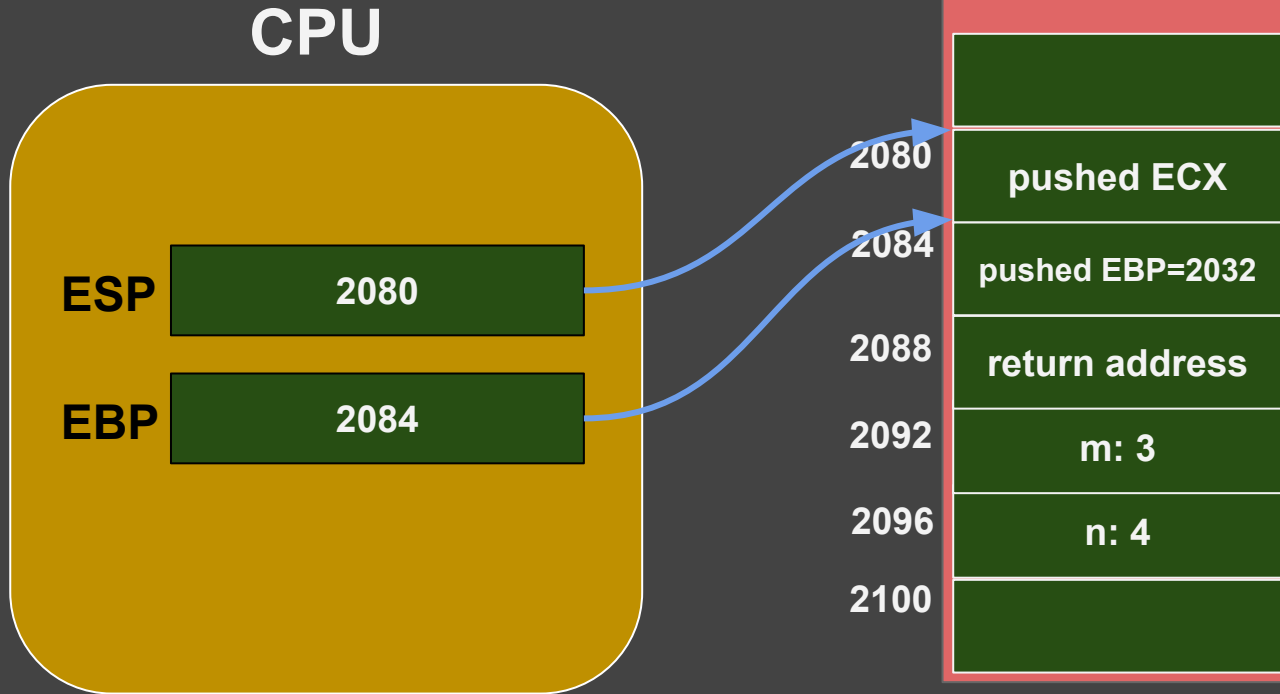 CPU
ESP
2080
EBP
2084
2080
pushed ECX
2084
pushed EBP=2032
2088
return address
2092
m: 3
2096
n: 4
2100